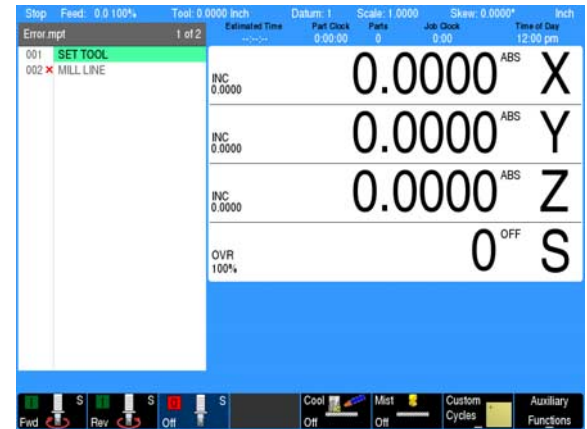 Stop Feed: 0.0 100% Tool: 0.0000 Inch Datum: 1 Scale: 1.0000 Skew: 0.0000* Inch
Error.mpt 1 of 2 Estimated Time Part Clock Parts Job Clock Time of Day
--:--:-- 0:00:00 0 0:00 12:00 pm
001 SET TOOL
002 × MILL LINE
INC 0.0000 0.0000 ABS X
INC 0.0000 0.0000 ABS Y
INC 0.0000 0.0000 ABS Z
OVR 100% 0 OFF S
S S S Cool Mist Custom Auxiliary
Fwd Rev Off Off Off Cycles Functions